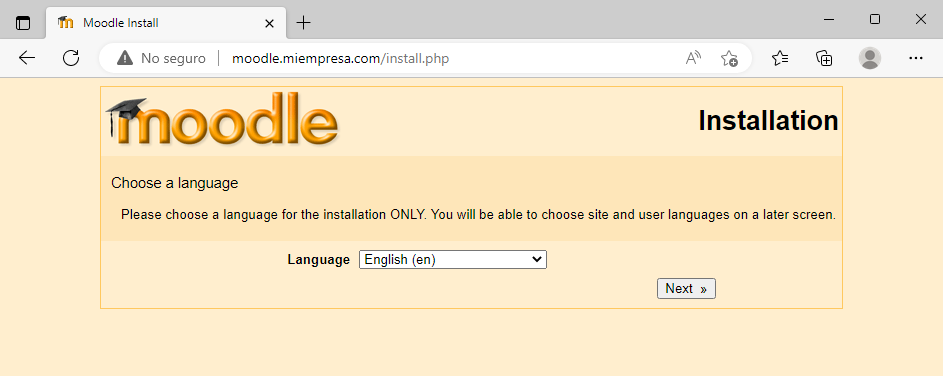 Moodle Install
No seguro | moodle.miempresa.com/install.php
moodle
Installation
Choose a language
Please choose a language for the installation ONLY. You will be able to choose site and user languages on a later screen.
Language English (en)
Next »